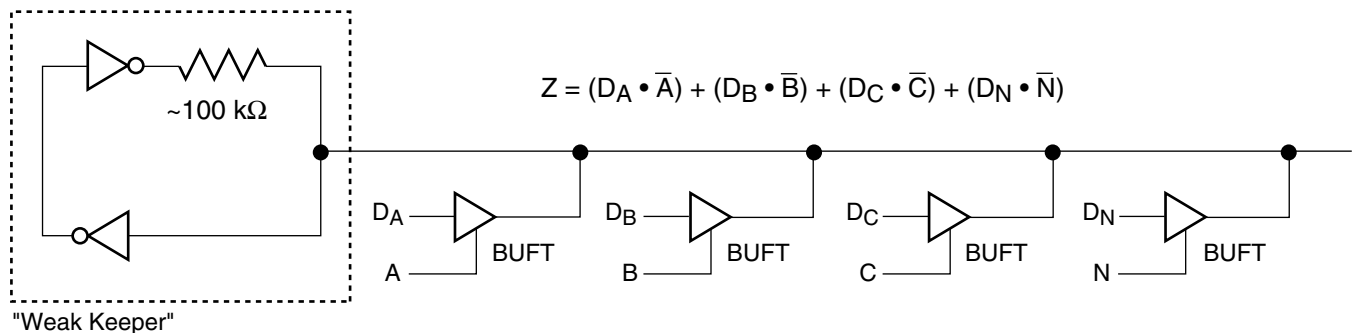 ~100 kΩ
Z = (D_A • A̅) + (D_B • B̅) + (D_C • C̅) + (D_N • N̅)
D_A
BUFT
A
D_B
BUFT
B
D_C
BUFT
C
D_N
BUFT
N
"Weak Keeper"